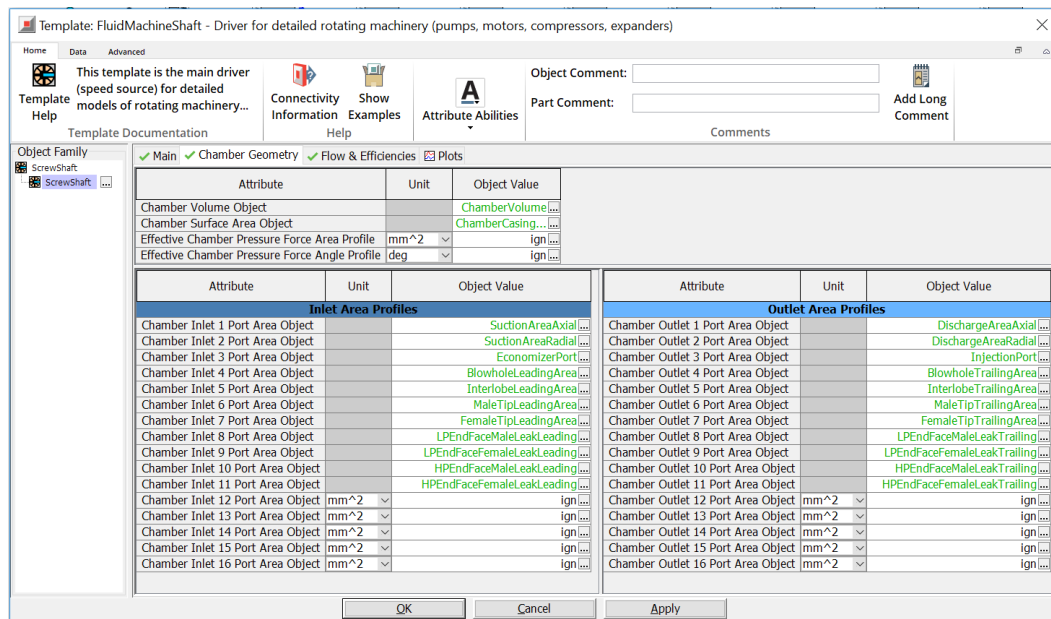 Template: FluidMachineShaft - Driver for detailed rotating machinery (pumps, motors, compressors, expanders)
Home Data Advanced
Template Help
This template is the main driver (speed source) for detailed models of rotating machinery...
Template Documentation
Connectivity Information
Show Examples
Help
Attribute Abilities
Object Comment:
Part Comment:
Comments
Add Long Comment
Object Family
ScrewShaft
ScrewShaft ...
Main Chamber Geometry Flow & Efficiencies Plots
Attribute Unit Object Value
Chamber Volume Object ChamberVolume...
Chamber Surface Area Object ChamberCasing... ...
Effective Chamber Pressure Force Area Profile mm^2 ign...
Effective Chamber Pressure Force Angle Profile deg ign...
Attribute Unit Object Value
Inlet Area Profiles
Chamber Inlet 1 Port Area Object SuctionAreaAxial...
Chamber Inlet 2 Port Area Object SuctionAreaRadial...
Chamber Inlet 3 Port Area Object EconomizerPort...
Chamber Inlet 4 Port Area Object BlowholeLeadingArea...
Chamber Inlet 5 Port Area Object InterlobeLeadingArea...
Chamber Inlet 6 Port Area Object MaleTipLeadingArea...
Chamber Inlet 7 Port Area Object FemaleTipLeadingArea...
Chamber Inlet 8 Port Area Object LPEndFaceMaleLeakLeading...
Chamber Inlet 9 Port Area Object LPEndFaceFemaleLeakLeading...
Chamber Inlet 10 Port Area Object HPEndFaceMaleLeakLeading...
Chamber Inlet 11 Port Area Object HPEndFaceFemaleLeakLeading...
Chamber Inlet 12 Port Area Object mm^2 ign...
Chamber Inlet 13 Port Area Object mm^2 ign...
Chamber Inlet 14 Port Area Object mm^2 ign...
Chamber Inlet 15 Port Area Object mm^2 ign...
Chamber Inlet 16 Port Area Object mm^2 ign...
Attribute Unit Object Value
Outlet Area Profiles
Chamber Outlet 1 Port Area Object DischargeAreaAxial...
Chamber Outlet 2 Port Area Object DischargeAreaRadial...
Chamber Outlet 3 Port Area Object InjectionPort...
Chamber Outlet 4 Port Area Object BlowholeTrailingArea...
Chamber Outlet 5 Port Area Object InterlobeTrailingArea...
Chamber Outlet 6 Port Area Object MaleTipTrailingArea...
Chamber Outlet 7 Port Area Object FemaleTipTrailingArea...
Chamber Outlet 8 Port Area Object LPEndFaceMaleLeakTrailing...
Chamber Outlet 9 Port Area Object LPEndFaceFemaleLeakTrailing...
Chamber Outlet 10 Port Area Object HPEndFaceMaleLeakTrailing...
Chamber Outlet 11 Port Area Object HPEndFaceFemaleLeakTrailing...
Chamber Outlet 12 Port Area Object mm^2 ign...
Chamber Outlet 13 Port Area Object mm^2 ign...
Chamber Outlet 14 Port Area Object mm^2 ign...
Chamber Outlet 15 Port Area Object mm^2 ign...
Chamber Outlet 16 Port Area Object mm^2 ign...
OK Cancel Apply